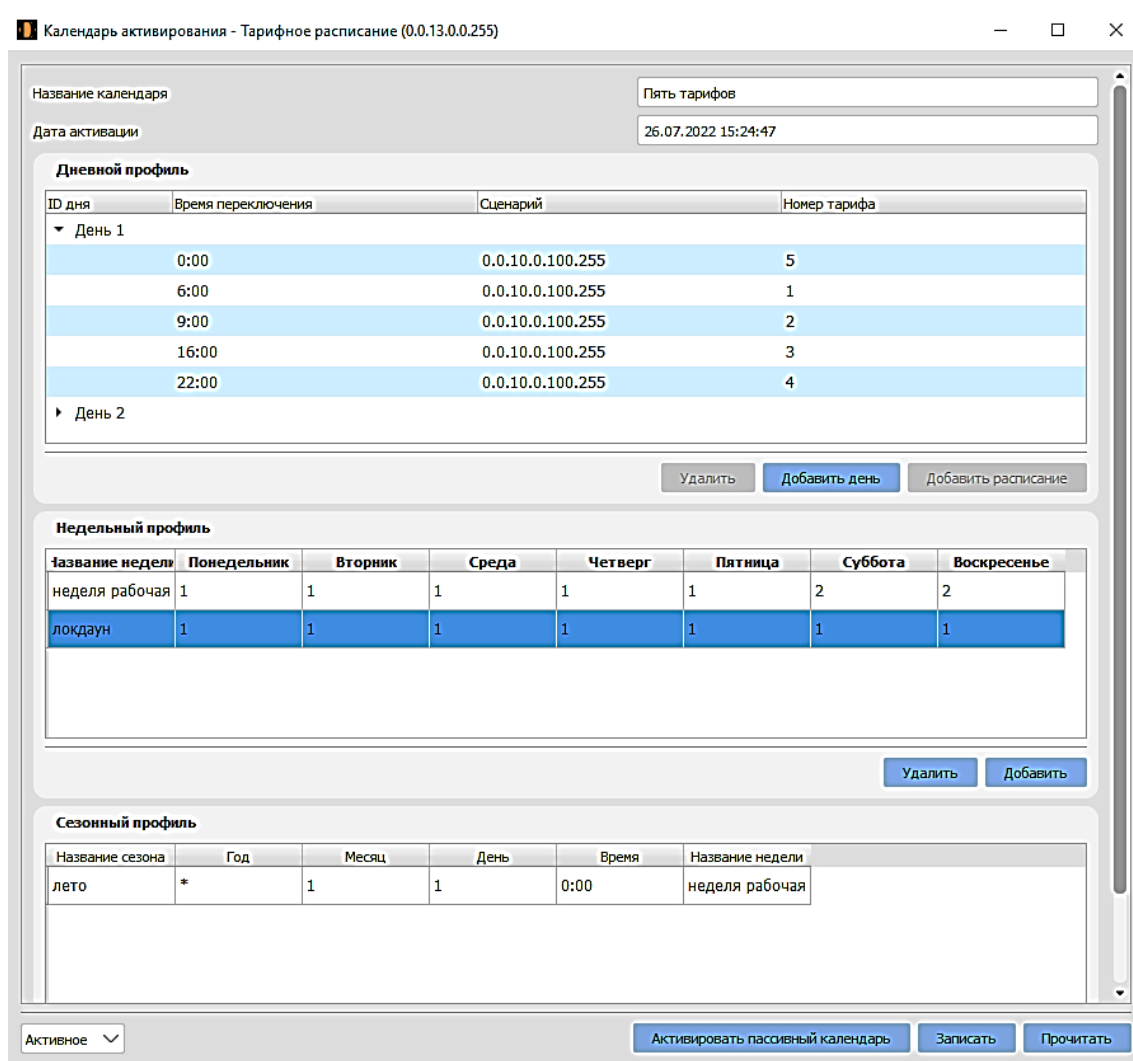 Календарь активирования - Тарифное расписание (0.0.13.0.0.255)
Название календаря Пять тарифов
Дата активации 26.07.2022 15:24:47
Дневной профиль
ID дня Время переключения Сценарий Номер тарифа
День 1
0:00 0.0.10.0.100.255 5
6:00 0.0.10.0.100.255 1
9:00 0.0.10.0.100.255 2
16:00 0.0.10.0.100.255 3
22:00 0.0.10.0.100.255 4
День 2
Удалить Добавить день Добавить расписание
Недельный профиль
Название недели Понедельник Вторник Среда Четверг Пятница Суббота Воскресенье
неделя рабочая 1 1 1 1 1 2 2
локдаун 1 1 1 1 1 1 1
Удалить Добавить
Сезонный профиль
Название сезона Год Месяц День Время Название недели
лето * 1 1 0:00 неделя рабочая
Активное Активировать пассивный календарь Записать Прочитать